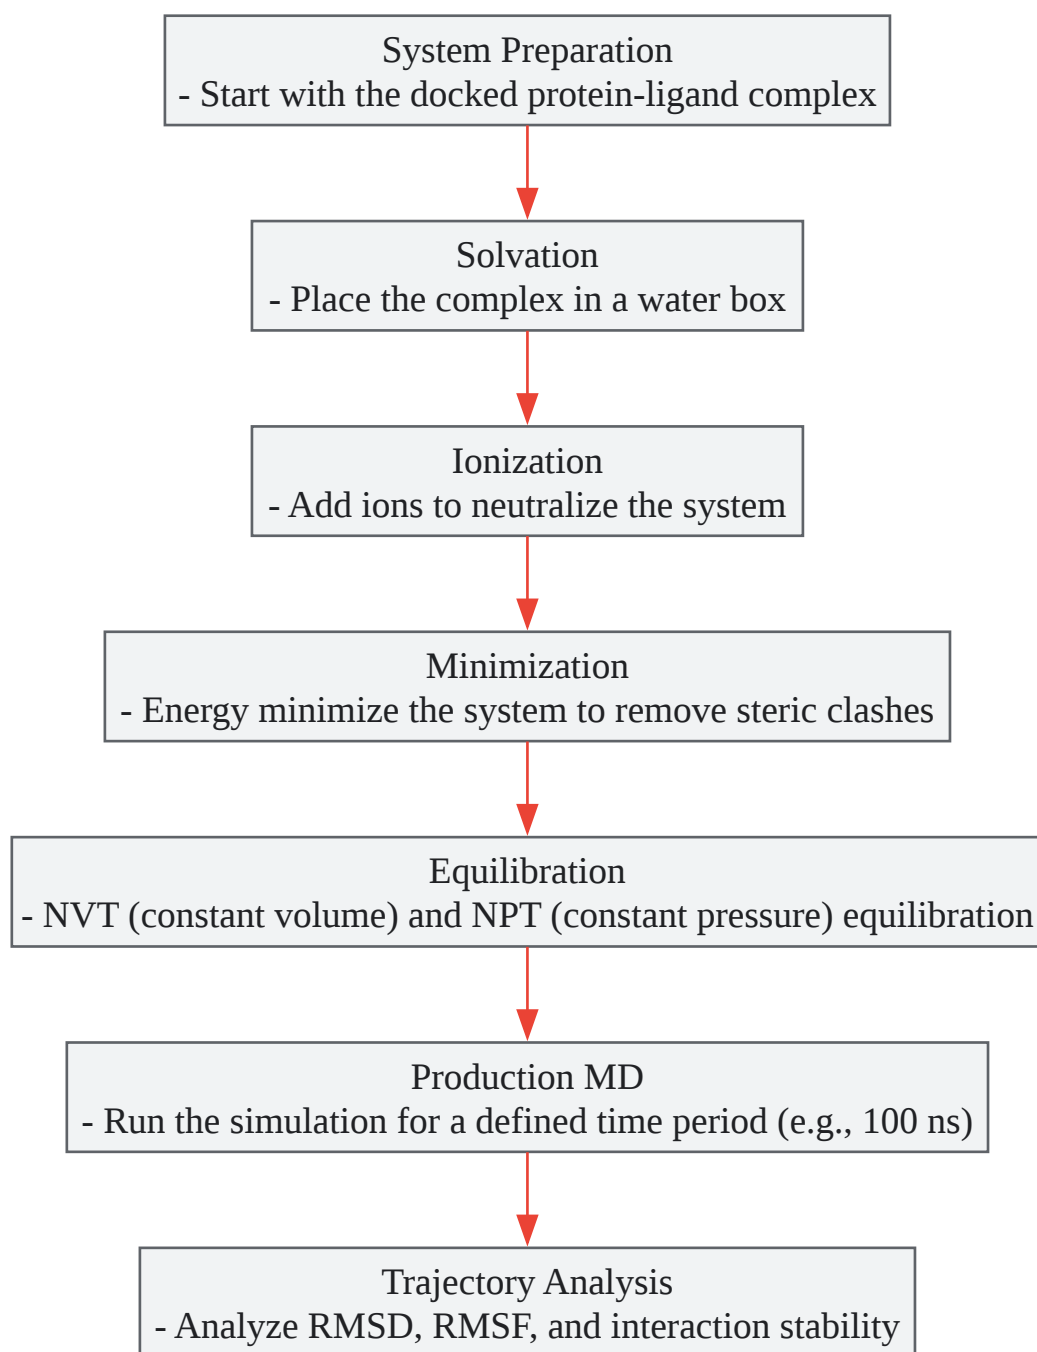 System Preparation
- Start with the docked protein-ligand complex
Solvation
- Place the complex in a water box
Ionization
- Add ions to neutralize the system
Minimization
- Energy minimize the system to remove steric clashes
Equilibration
- NVT (constant volume) and NPT (constant pressure) equilibration
Production MD
- Run the simulation for a defined time period (e.g., 100 ns)
Trajectory Analysis
- Analyze RMSD, RMSF, and interaction stability